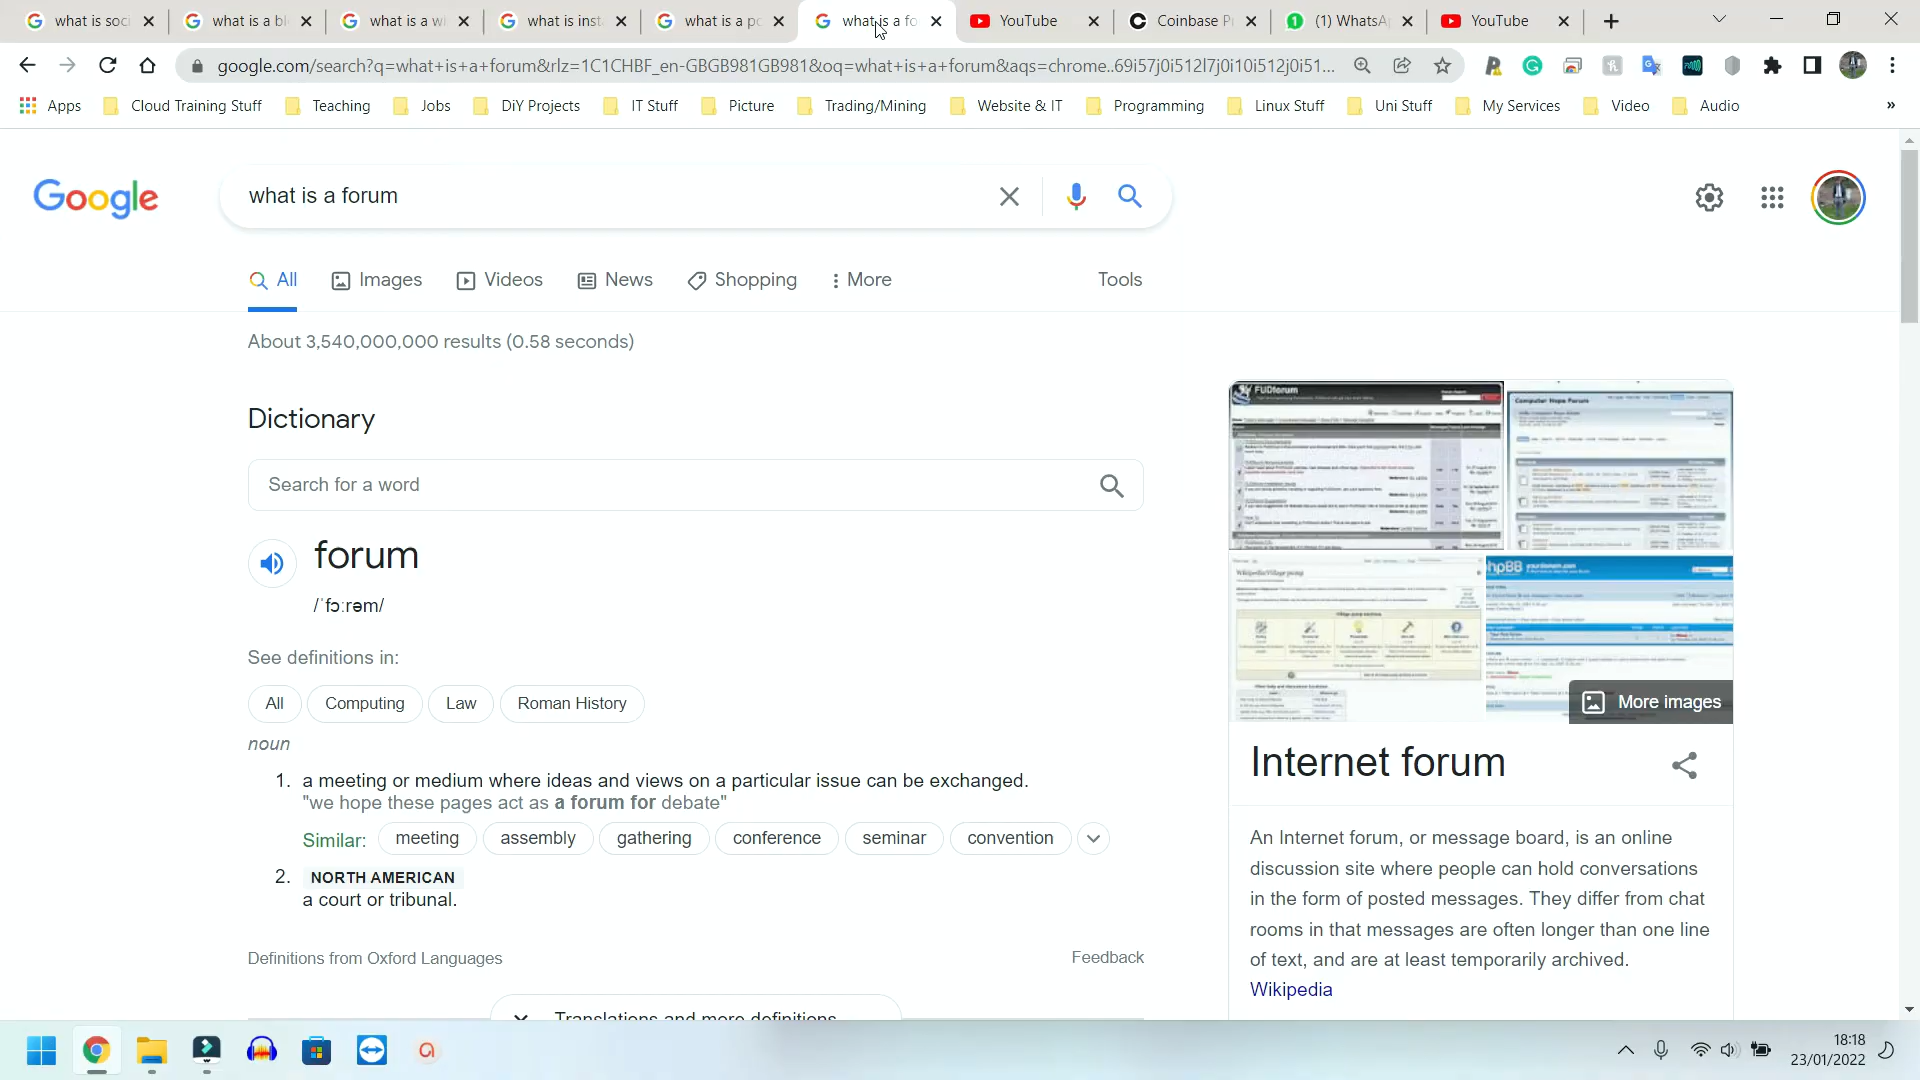 what is soci
what is a bl
what is a wi
what is inst
what is a po
what is a fo
YouTube
Coinbase P
(1) WhatsA
YouTube
google.com/search?q=what+is+a+forum&rlz=1C1CHBF_en-GBGB981GB981&oq=what+is+a+forum&aqs=chrome..69i57j0i512l7j0i10i512j0i51...
Apps
Cloud Training Stuff
Teaching
Jobs
DiY Projects
IT Stuff
Picture
Trading/Mining
Website & IT
Programming
Linux Stuff
Uni Stuff
My Services
Video
Audio
»
Google
what is a forum
All
Images
Videos
News
Shopping
More
Tools
About 3,540,000,000 results (0.58 seconds)
Dictionary
Search for a word
forum
/ˈfɔːrəm/
See definitions in:
All
Computing
Law
Roman History
noun
1. a meeting or medium where ideas and views on a particular issue can be exchanged.
"we hope these pages act as a forum for debate"
Similar: meeting assembly gathering conference seminar convention
2. NORTH AMERICAN
a court or tribunal.
Definitions from Oxford Languages
Feedback
Translations and more definitions
FUDforum
Computer Hope Forum
phpBB yourdomain.com
More images
Internet forum
An Internet forum, or message board, is an online
discussion site where people can hold conversations
in the form of posted messages. They differ from chat
rooms in that messages are often longer than one line
of text, and are at least temporarily archived.
Wikipedia
18:18
23/01/2022